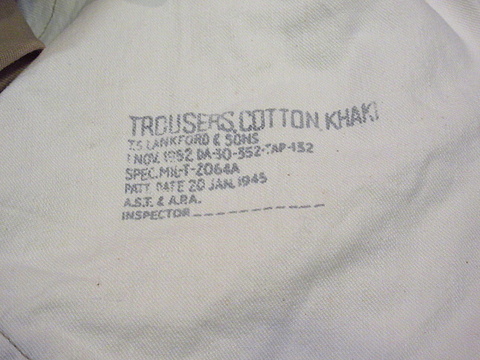 TROUSERS, COTTON, KHAKI
T.S. LANKFORD & SONS
1 NOV. 1952 DA-30-352-TAP-132
SPEC. MIL-T-2064A
PATT. DATE 20 JAN. 1945
A.S.T. & A.P.A.
INSPECTOR